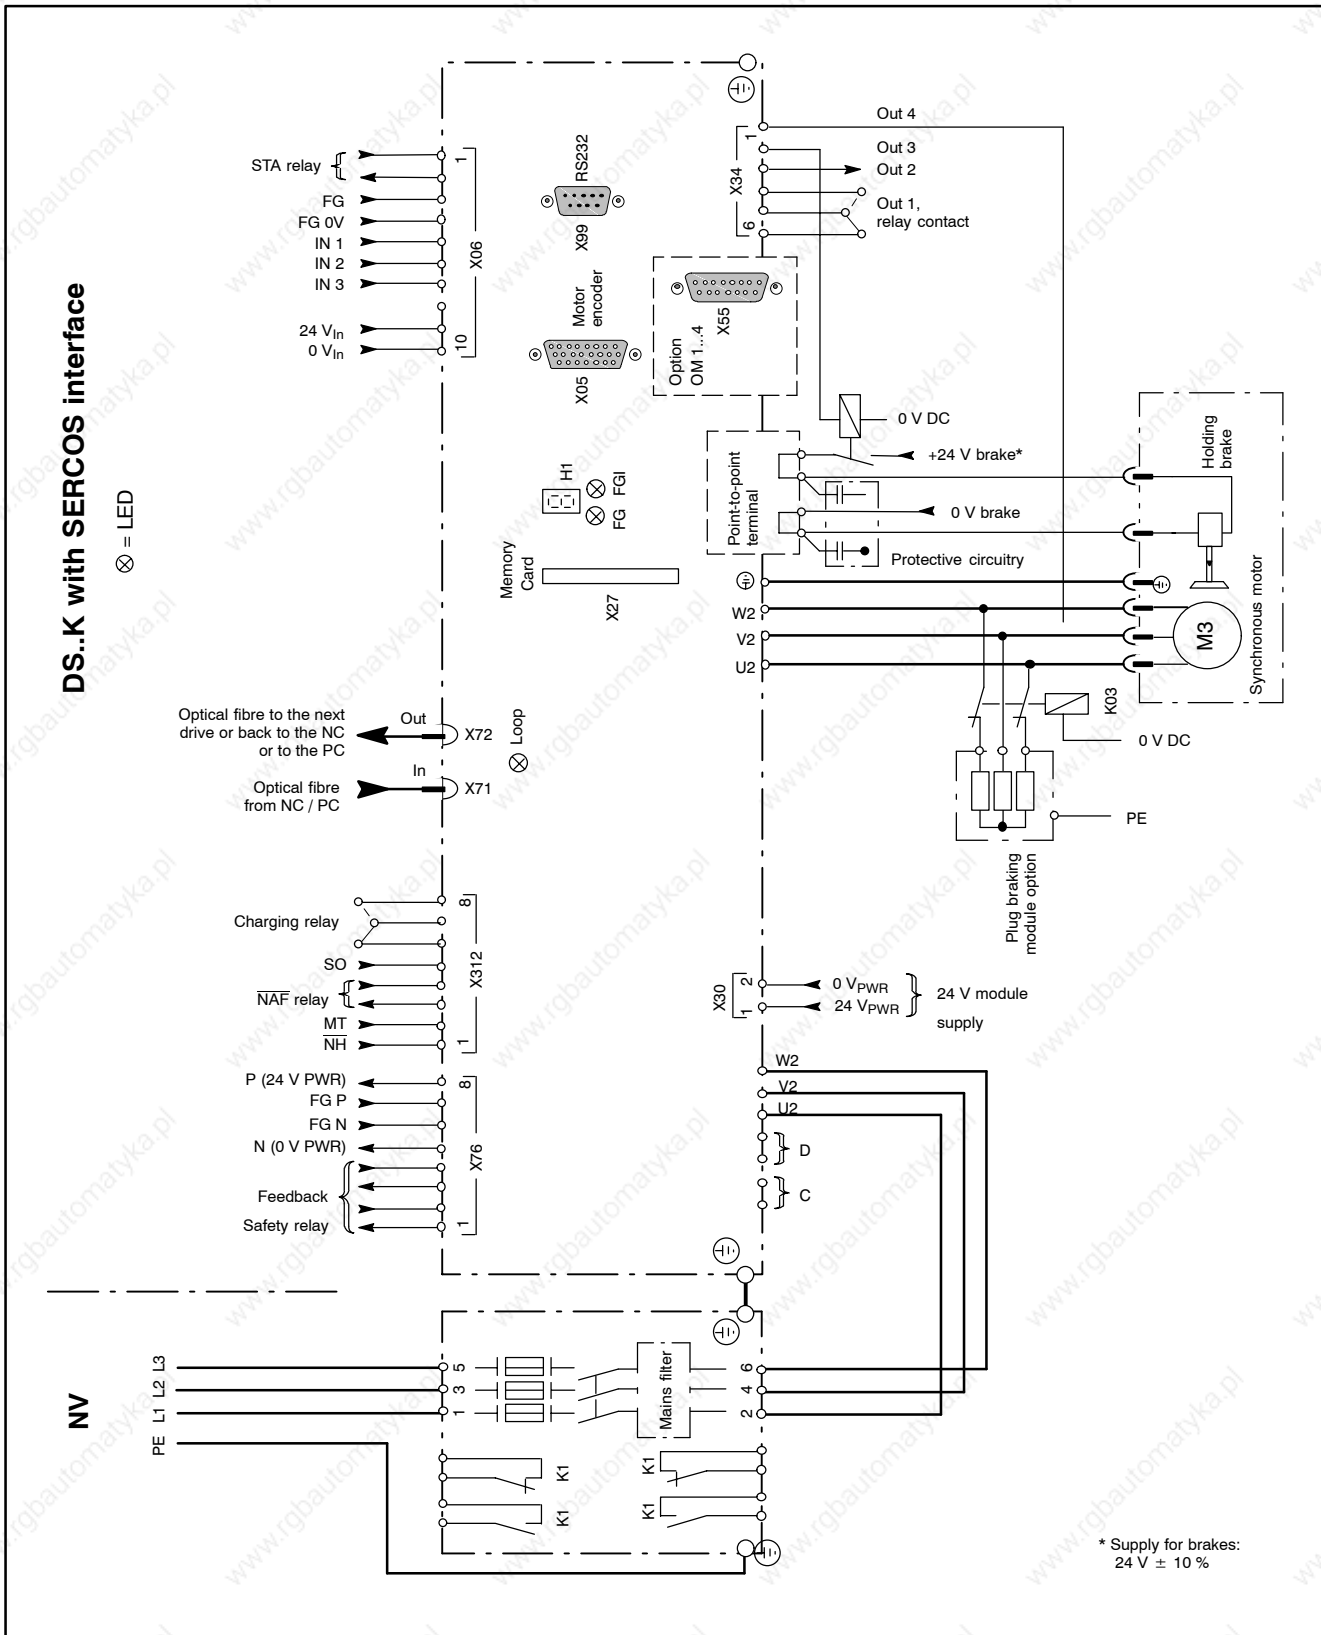 DS..K with SERCOS interface
⊗ = LED
STA relay
FG
FG 0V
IN 1
IN 2
IN 3
24 VIn
0 VIn
1
X06
10
RS232
X99
Motor
encoder
X05
Option
OM 1...4
X55
1
X34
6
Out 4
Out 3
Out 2
Out 1,
relay contact
0 V DC
+24 V brake*
0 V brake
Protective circuitry
Point-to-point
terminal
H1
FG
FGI
Memory
Card
X27
W2
V2
U2
Holding
brake
M3
Synchronous motor
K03
0 V DC
PE
Plug braking
module option
Optical fibre to the next
drive or back to the NC
or to the PC
Out
X72
Loop
Optical fibre
from NC / PC
In
X71
Charging relay
SO
NAF relay
MT
NH
8
X312
1
X30
2
1
0 VPWR
24 VPWR
24 V module
supply
P (24 V PWR)
FG P
FG N
N (0 V PWR)
Feedback
Safety relay
8
X76
1
W2
V2
U2
D
C
NV
L3
L2
L1
PE
5
3
1
Mains filter
6
4
2
K1
K1
K1
K1
* Supply for brakes:
24 V ± 10 %
www.rgbautomatyka.pl